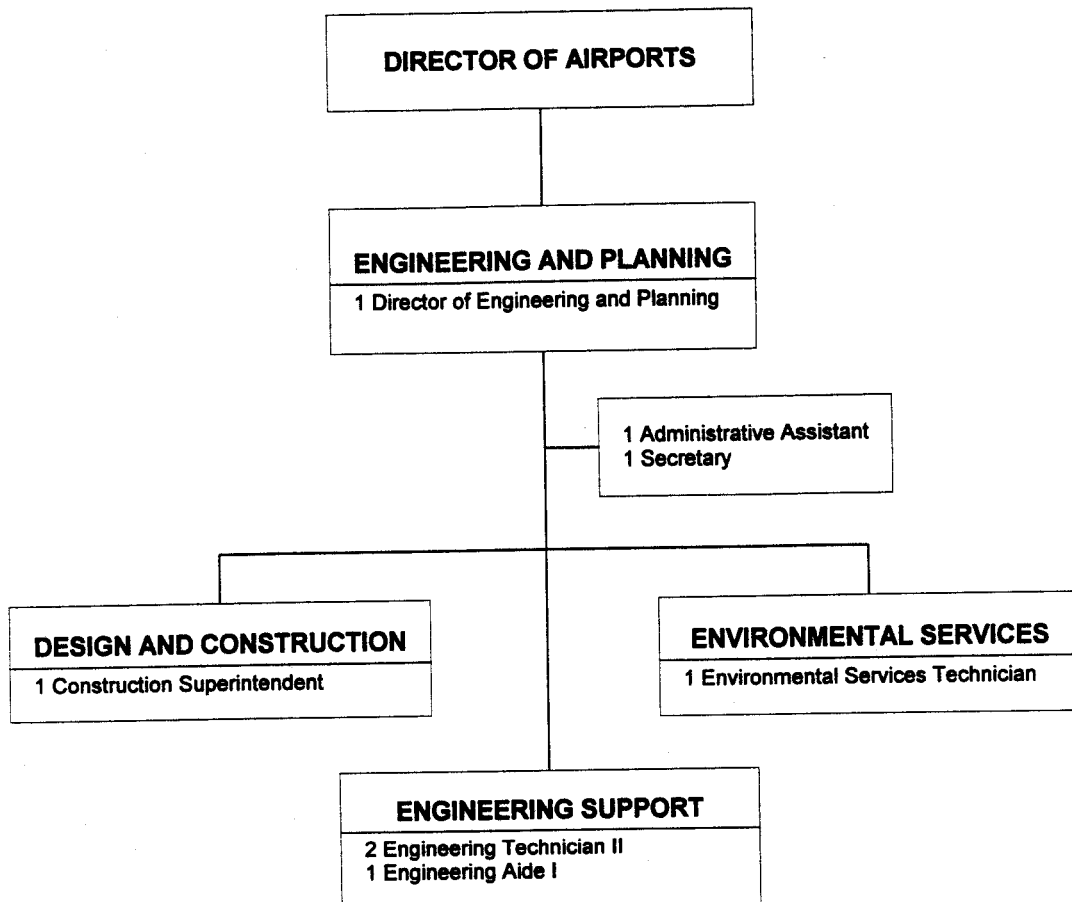 DIRECTOR OF AIRPORTS
ENGINEERING AND PLANNING
1 Director of Engineering and Planning
1 Administrative Assistant
1 Secretary
DESIGN AND CONSTRUCTION
1 Construction Superintendent
ENVIRONMENTAL SERVICES
1 Environmental Services Technician
ENGINEERING SUPPORT
2 Engineering Technician II
1 Engineering Aide I